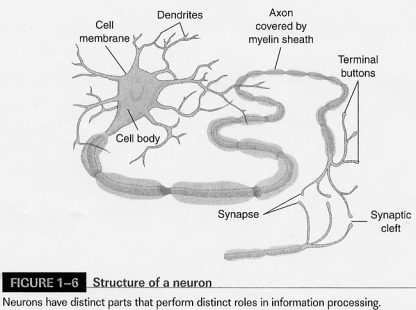 Cell
membrane
Dendrites
Axon
covered by
myelin sheath
Terminal
buttons
Cell body
Synapse
Synaptic
cleft
FIGURE 1–6 Structure of a neuron
Neurons have distinct parts that perform distinct roles in information processing.